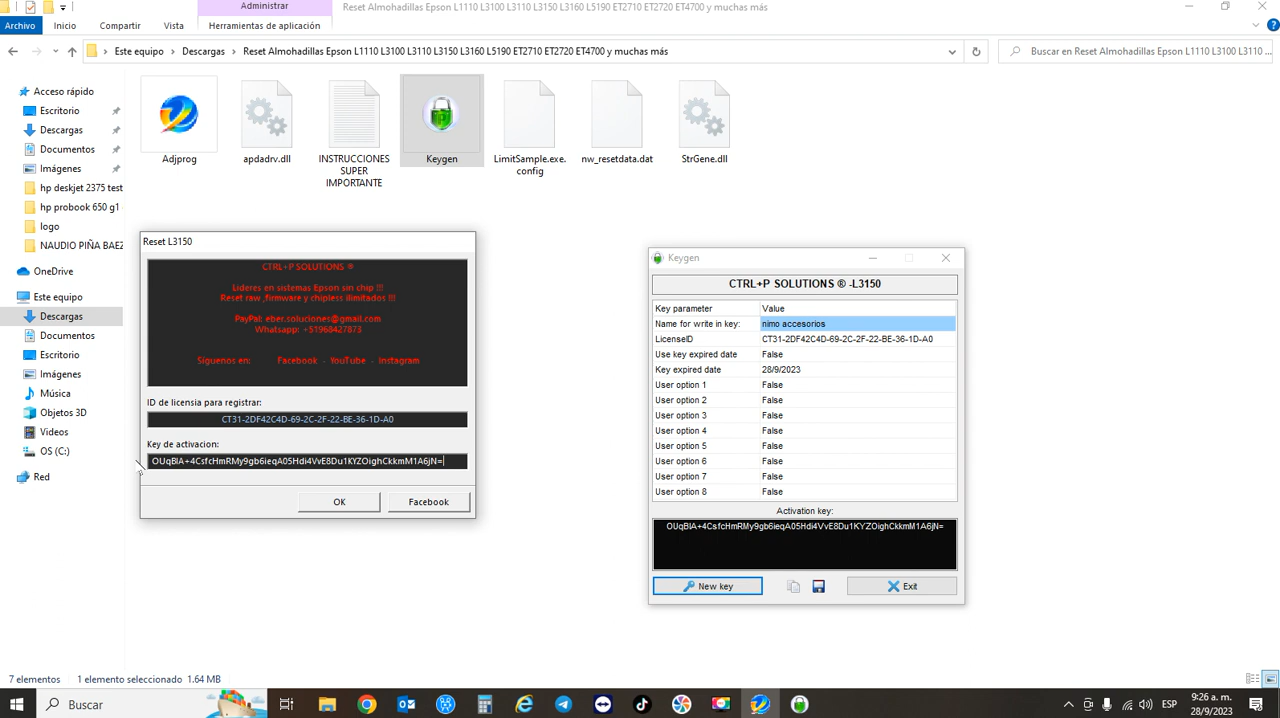 Administrar
Reset Almohadillas Epson L1110 L3100 L3110 L3150 L3160 L5190 ET2710 ET2720 ET4700 y muchas más
Archivo
Inicio
Compartir
Vista
Herramientas de aplicación
Este equipo
Descargas
Reset Almohadillas Epson L1110 L3100 L3110 L3150 L3160 L5190 ET2710 ET2720 ET4700 y muchas más
Buscar en Reset Almohadillas Epson L1110 L3100 L3110 ...
Acceso rápido
Escritorio
Descargas
Documentos
Imágenes
hp deskjet 2375 test
hp probook 650 g1
logo
NAUDIO PIÑA BAEZ
OneDrive
Este equipo
Descargas
Documentos
Escritorio
Imágenes
Música
Objetos 3D
Videos
OS (C:)
Red
Adjprog
apdadrv.dll
INSTRUCCIONES
SUPER
IMPORTANTE
Keygen
LimitSample.exe.
config
nw_resetdata.dat
StrGene.dll
Reset L3150
CTRL+P SOLUTIONS ®
Lideres en sistemas Epson sin chip !!!
Reset raw ,firmware y chipless ilimitados !!!
PayPal: eber.soluciones@gmail.com
Whatsapp: +51968427873
Siguenos en: Facebook - YouTube - Instagram
ID de licensia para registrar:
CT31-2DF42C4D-69-2C-2F-22-BE-36-1D-A0
Key de activacion:
OUqBlA+4CsfcHmRMy9gb6ieqA05Hdi4VvE8Du1KYZOighCkkmM1A6jN=
OK
Facebook
Keygen
CTRL+P SOLUTIONS ® -L3150
Key parameter
Value
Name for write in key:
nimo accesorios
LicenseID
CT31-2DF42C4D-69-2C-2F-22-BE-36-1D-A0
Use key expired date
False
Key expired date
28/9/2023
User option 1
False
User option 2
False
User option 3
False
User option 4
False
User option 5
False
User option 6
False
User option 7
False
User option 8
False
Activation key:
OUqBlA+4CsfcHmRMy9gb6ieqA05Hdi4VvE8Du1KYZOighCkkmM1A6jN=
New key
Exit
7 elementos
1 elemento seleccionado 1.64 MB
Buscar
ESP
9:26 a. m.
28/9/2023